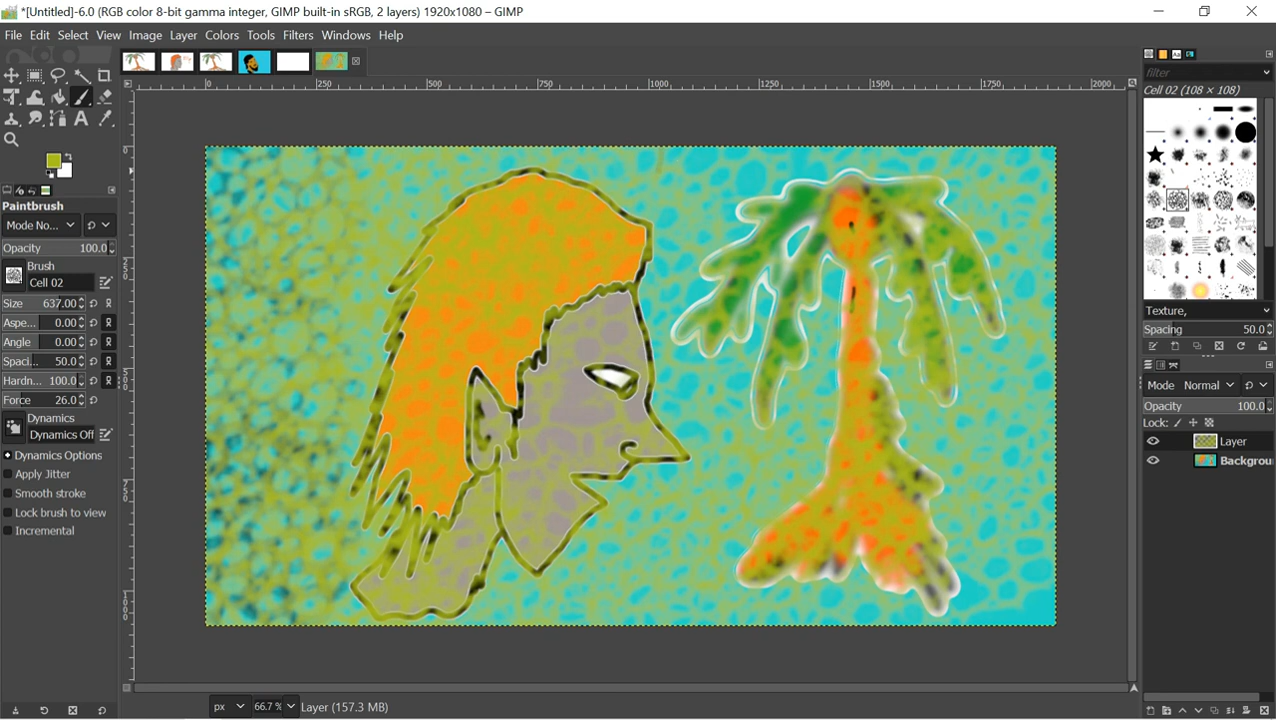 *[Untitled]-6.0 (RGB color 8-bit gamma integer, GIMP built-in sRGB, 2 layers) 1920x1080 – GIMP
File Edit Select View Image Layer Colors Tools Filters Windows Help
0 250 500 750 1000 1250 1500 1750 2000
filter
Cell 02 (108 × 108)
Paintbrush
Mode No...
Opacity 100.0
Brush
Cell 02
Size 637.00
Aspe... 0.00
Angle 0.00
Spaci... 50.0
Hardn... 100.0
Force 26.0
Dynamics
Dynamics Off
Dynamics Options
Apply Jitter
Smooth stroke
Lock brush to view
Incremental
0
250
500
750
1000
Texture,
Spacing 50.0
Mode Normal
Opacity 100.0
Lock:
Layer
Backgrou
px 66.7 % Layer (157.3 MB)